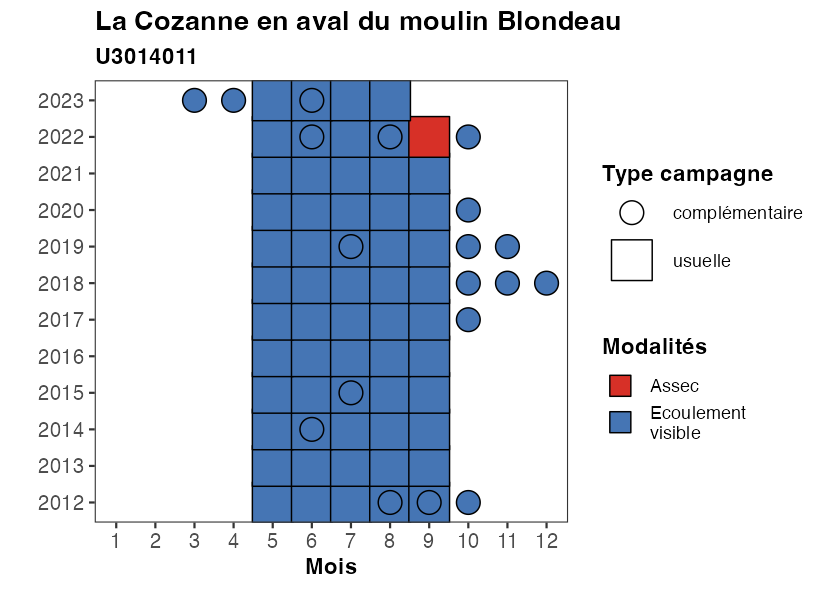 La Cozanne en aval du moulin Blondeau
U3014011
2023
2022
2021
2020
2019
2018
2017
2016
2015
2014
2013
2012
1 2 3 4 5 6 7 8 9 10 11 12
Mois
Type campagne
complémentaire
usuelle
Modalités
Assec
Ecoulement
visible